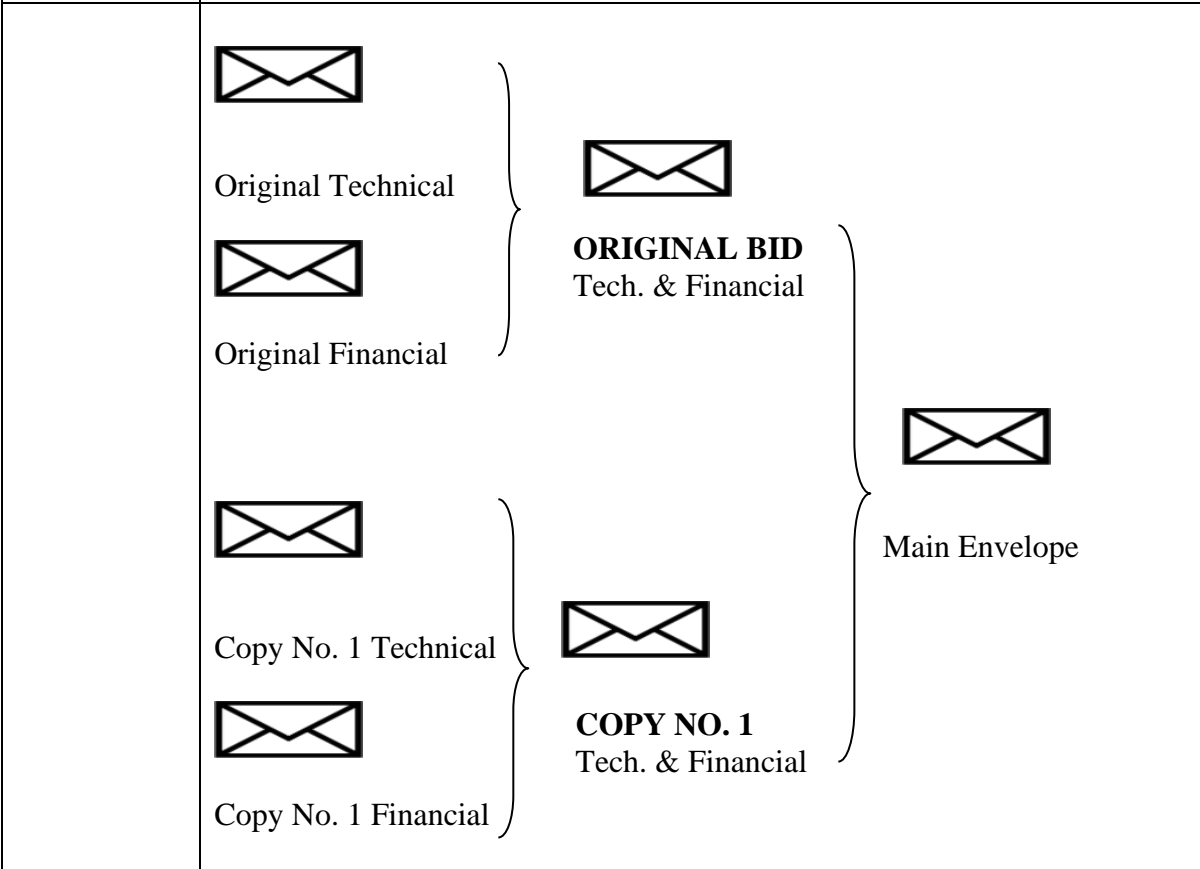 Original Technical
ORIGINAL BID
Tech. & Financial
Original Financial
Main Envelope
Copy No. 1 Technical
COPY NO. 1
Tech. & Financial
Copy No. 1 Financial